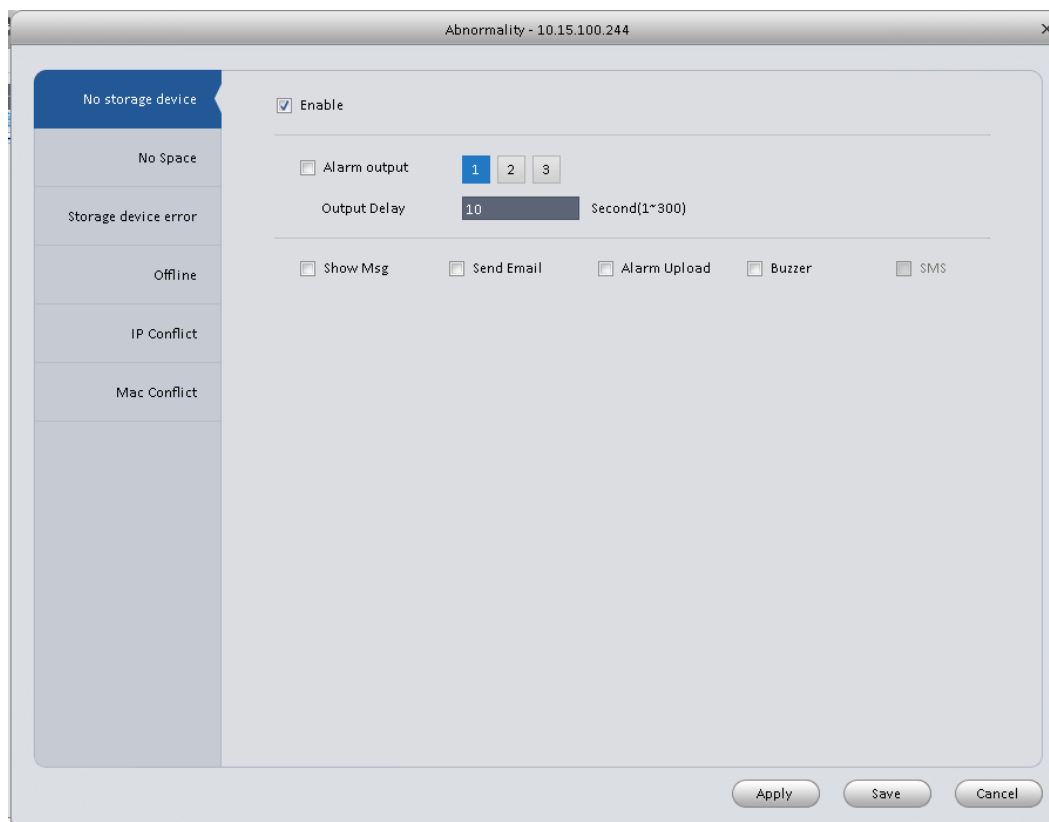 Abnormality - 10.15.100.244
No storage device
Enable
No Space
Alarm output 1 2 3
Storage device error
Output Delay 10 Second(1~300)
Offline
Show Msg Send Email Alarm Upload Buzzer SMS
IP Conflict
Mac Conflict
Apply Save Cancel